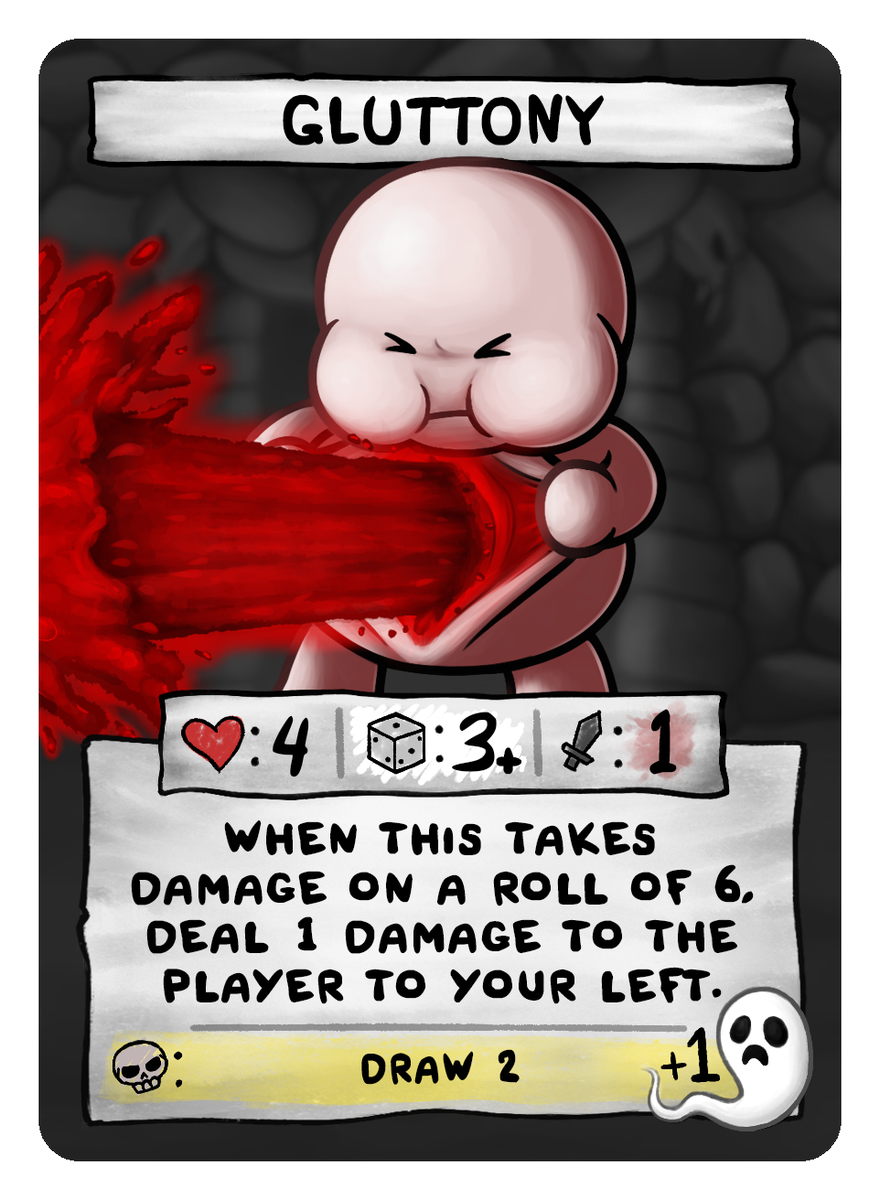 GLUTTONY
:4 :3+ :1
WHEN THIS TAKES
DAMAGE ON A ROLL OF 6,
DEAL 1 DAMAGE TO THE
PLAYER TO YOUR LEFT.
: DRAW 2 +1